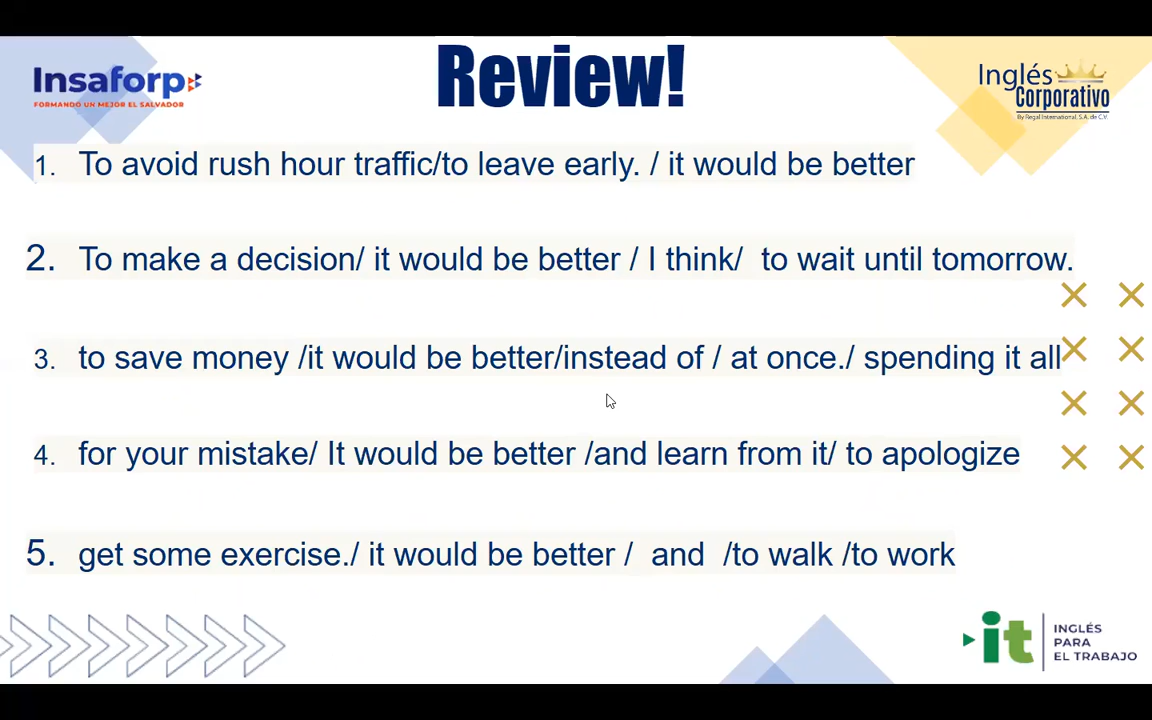 Review!
Insaforp
FORMANDO UN MEJOR EL SALVADOR
Inglés
Corporativo
By Regal International, S.A. de C.V.
1. To avoid rush hour traffic/to leave early. / it would be better
2. To make a decision/ it would be better / I think/ to wait until tomorrow.
3. to save money /it would be better/instead of / at once./ spending it all
4. for your mistake/ It would be better /and learn from it/ to apologize
5. get some exercise./ it would be better / and /to walk /to work
it
INGLÉS
PARA
EL TRABAJO